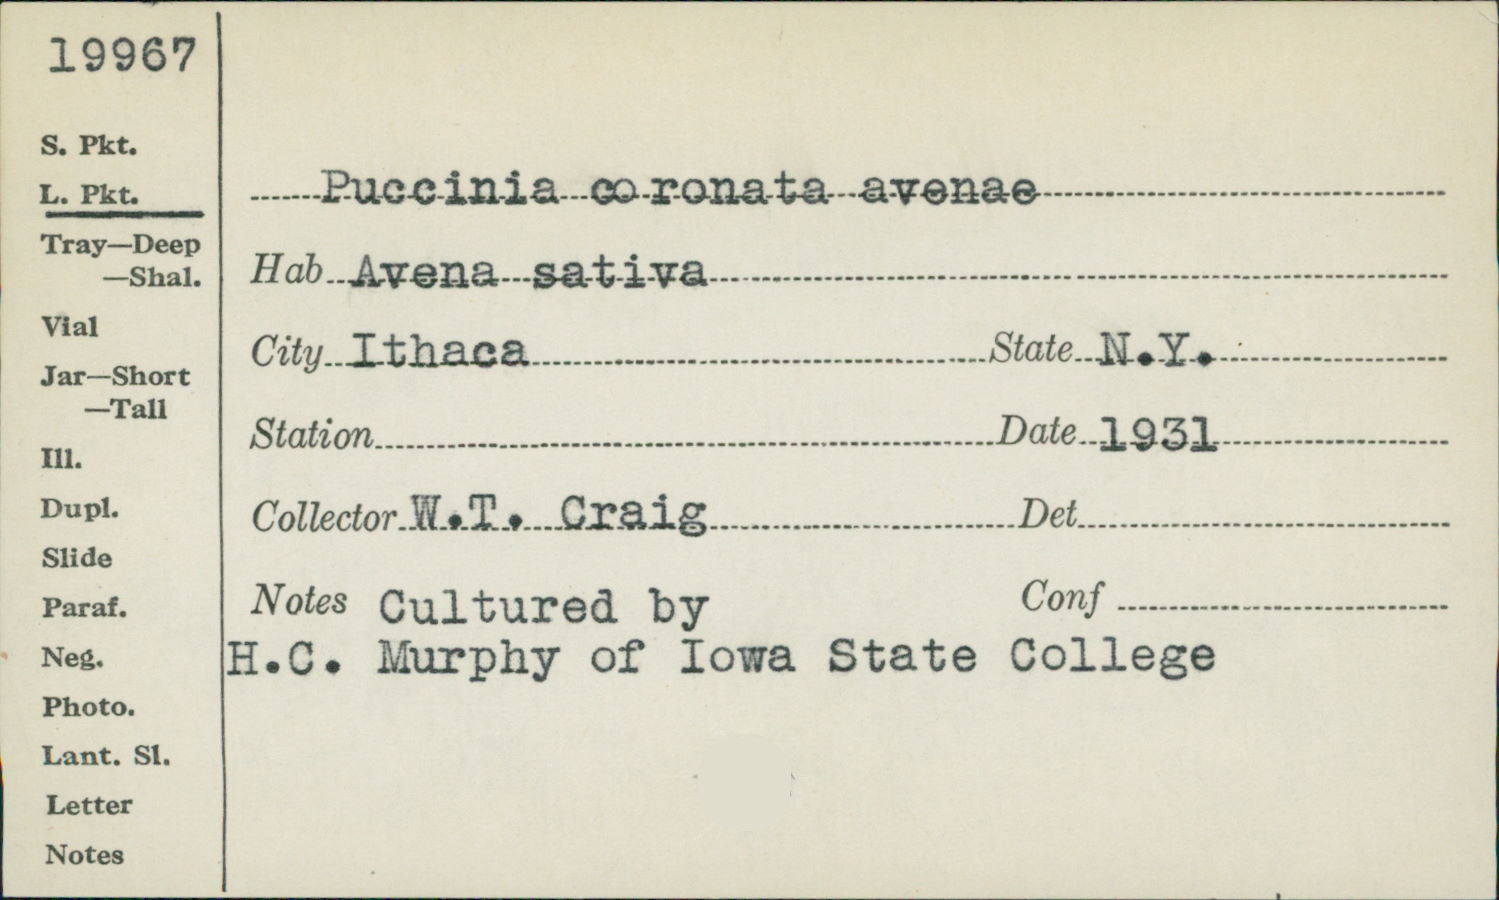 19967
S. Pkt.
L. Pkt.
Tray—Deep
—Shal.
Vial
Jar—Short
—Tall
Ill.
Dupl.
Slide
Paraf.
Neg.
Photo.
Lant. Sl.
Letter
Notes
Puccinia coronata avenae
Hab Avena sativa
City Ithaca State N.Y.
Station Date 1931
Collector W.T. Craig Det
Notes Cultured by Conf
H.C. Murphy of Iowa State College